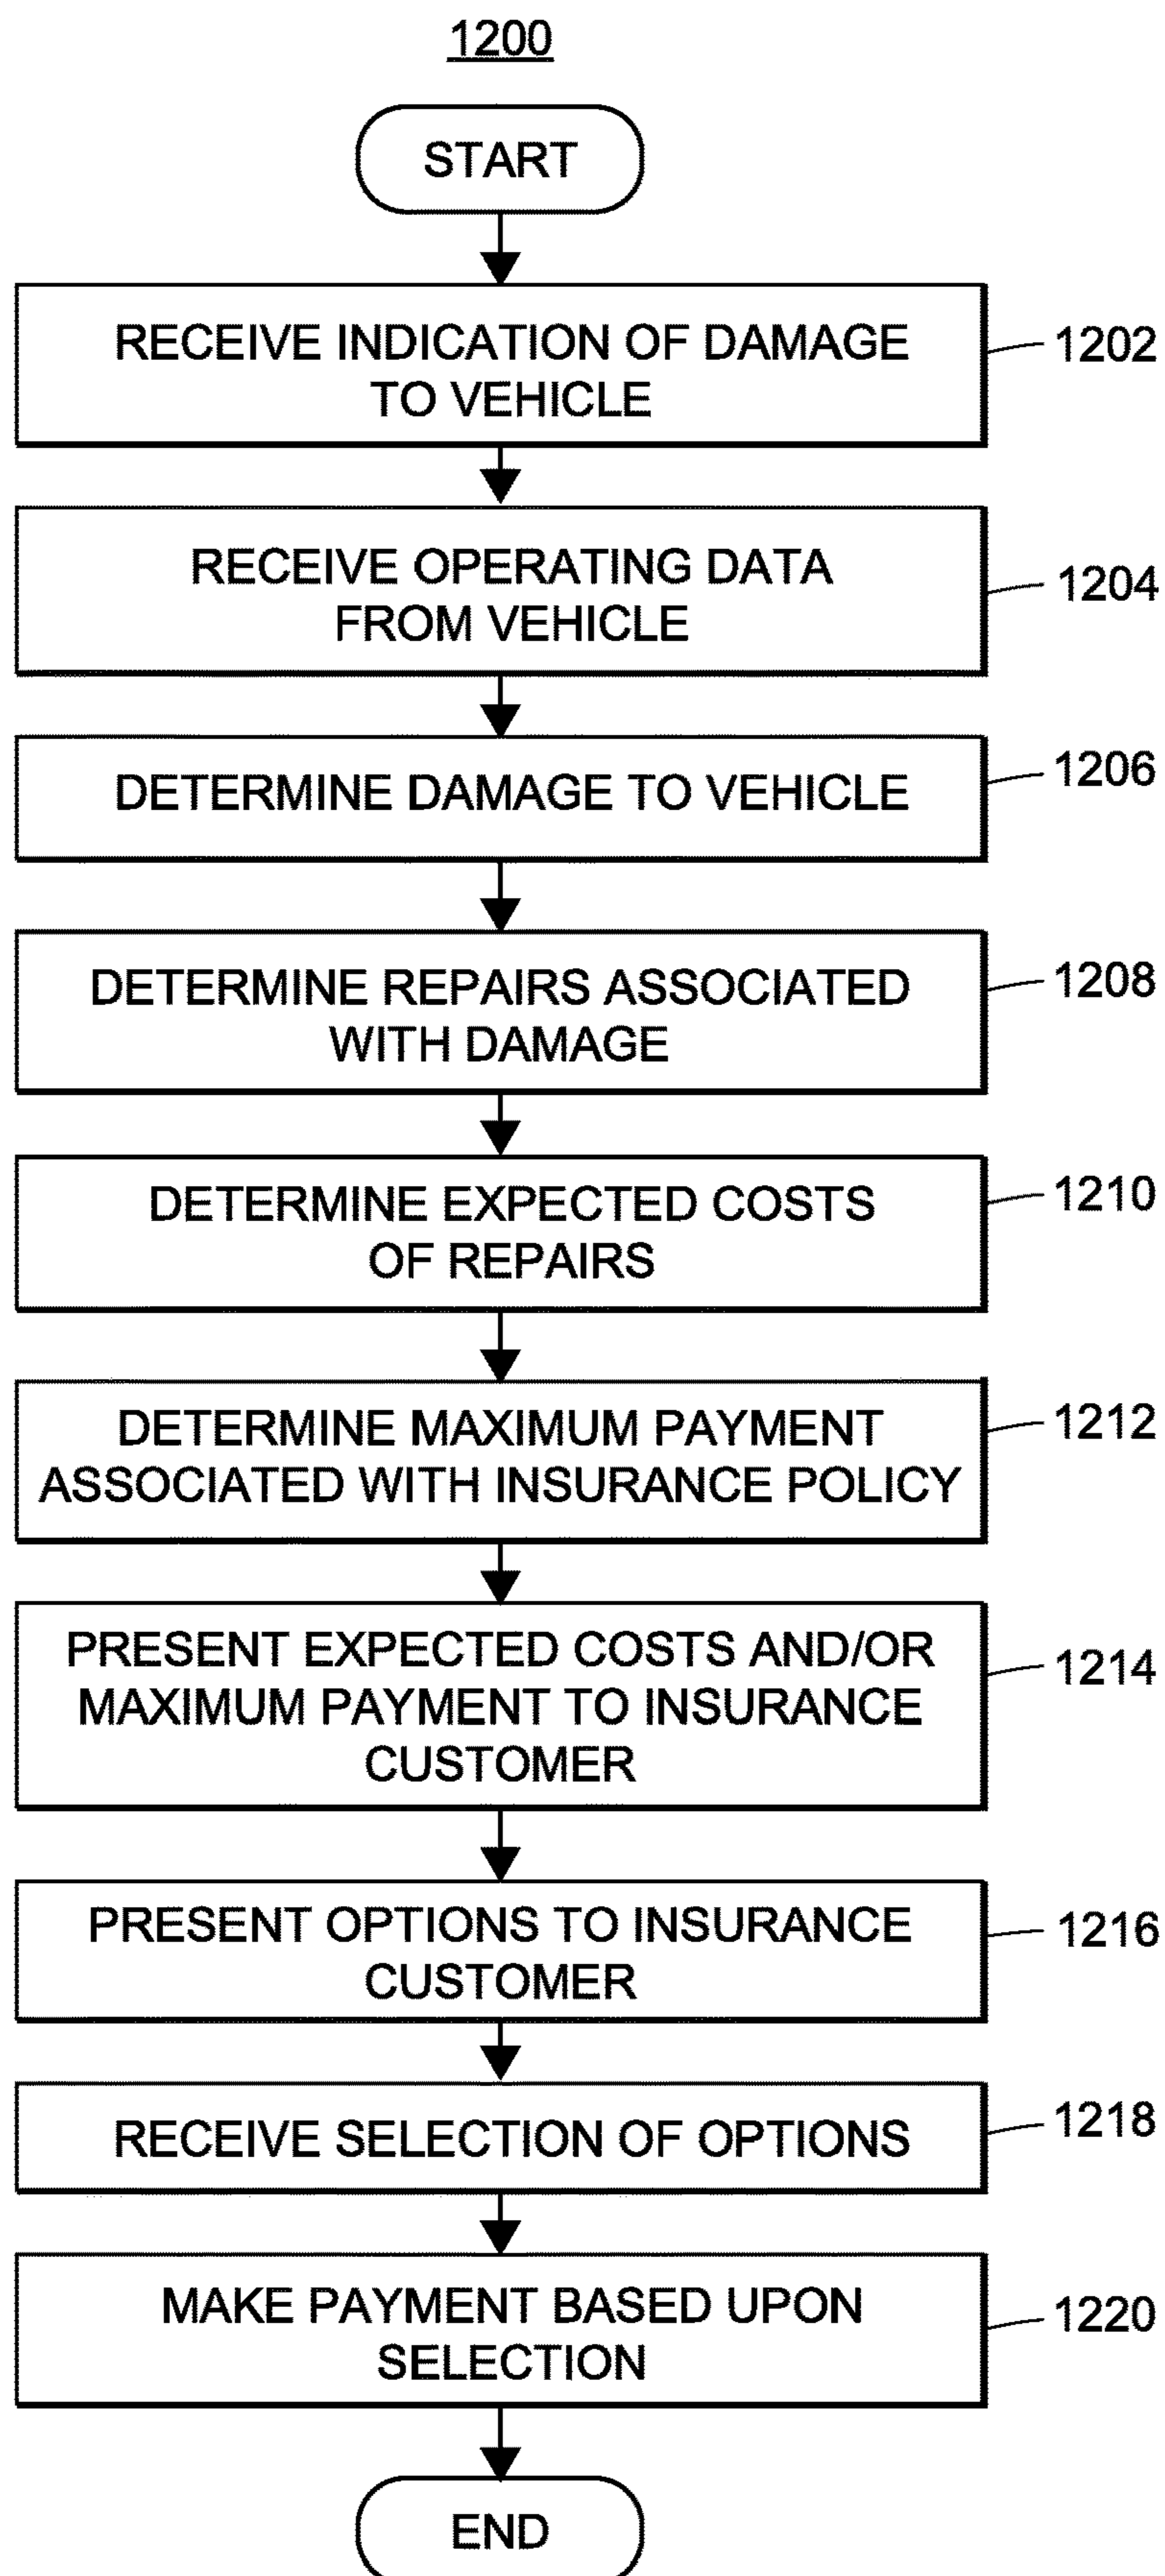 1200
START
RECEIVE INDICATION OF DAMAGE
TO VEHICLE
1202
RECEIVE OPERATING DATA
FROM VEHICLE
1204
DETERMINE DAMAGE TO VEHICLE
1206
DETERMINE REPAIRS ASSOCIATED
WITH DAMAGE
1208
DETERMINE EXPECTED COSTS
OF REPAIRS
1210
DETERMINE MAXIMUM PAYMENT
ASSOCIATED WITH INSURANCE POLICY
1212
PRESENT EXPECTED COSTS AND/OR
MAXIMUM PAYMENT TO INSURANCE
CUSTOMER
1214
PRESENT OPTIONS TO INSURANCE
CUSTOMER
1216
RECEIVE SELECTION OF OPTIONS
1218
MAKE PAYMENT BASED UPON
SELECTION
1220
END